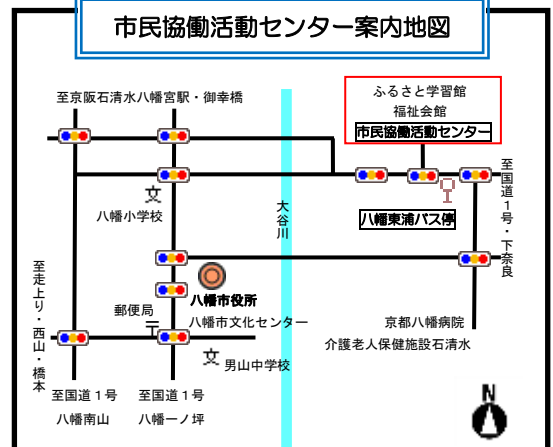 市民協働活動センター案内地図
至京阪石清水八幡宮駅・御幸橋
ふるさと学習館
福祉会館
市民協働活動センター
至国道1号・下奈良
八幡小学校
大谷川
八幡東浦バス停
至走上り・西山・橋本
八幡市役所
郵便局
八幡市文化センター
京都八幡病院
介護老人保健施設石清水
男山中学校
至国道1号
八幡南山
至国道1号
八幡一ノ坪
N